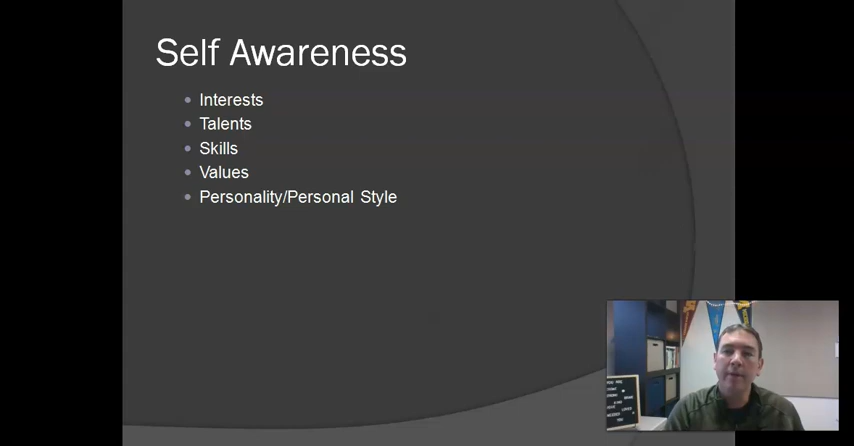 Self Awareness
Interests
Talents
Skills
Values
Personality/Personal Style